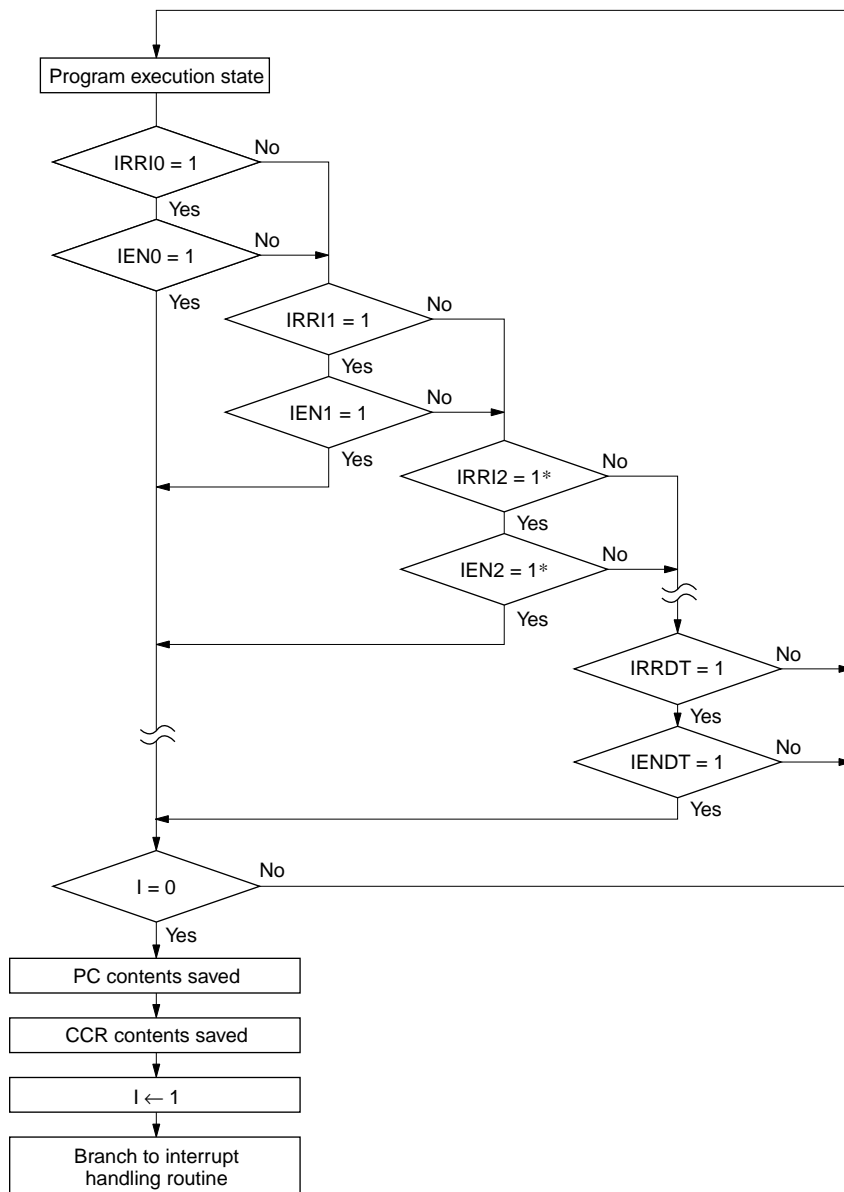 Program execution state
IRRI0 = 1
No
Yes
IEN0 = 1
No
Yes
IRRI1 = 1
No
Yes
IEN1 = 1
No
Yes
IRRI2 = 1*
No
Yes
IEN2 = 1*
No
Yes
IRRDT = 1
No
Yes
IENDT = 1
No
Yes
I = 0
No
Yes
PC contents saved
CCR contents saved
I ← 1
Branch to interrupt
handling routine